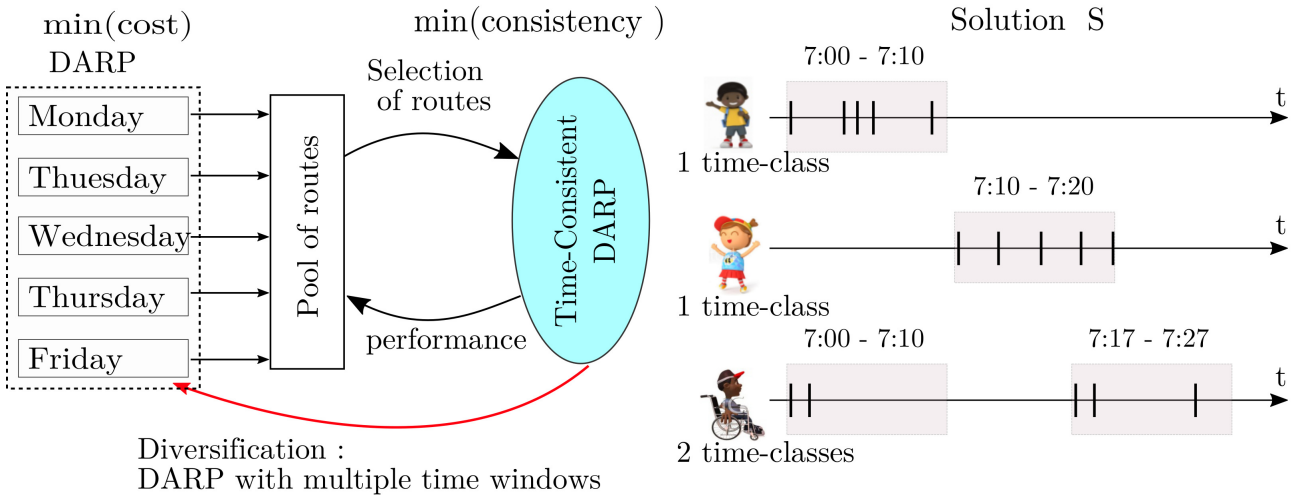 min(cost)
DARP
Monday
Thuesday
Wednesday
Thursday
Friday
Pool of routes
min(consistency )
Selection
of routes
Time-Consistent
DARP
performance
Diversification :
DARP with multiple time windows
Solution S
7:00 - 7:10
t
1 time-class
7:10 - 7:20
t
1 time-class
7:00 - 7:10
7:17 - 7:27
t
2 time-classes